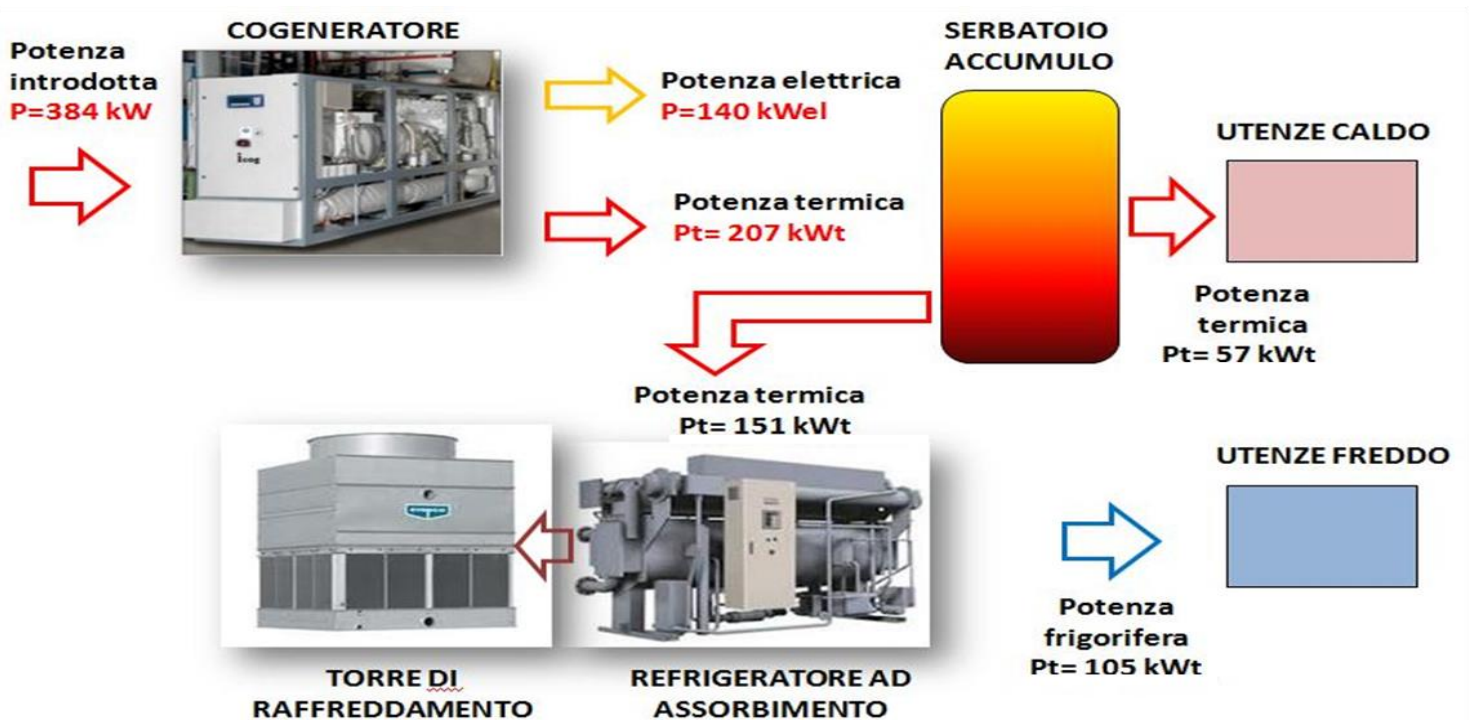 COGENERATORE
Potenza
introdotta
P=384 kW
icog
Potenza elettrica
P=140 kWel
Potenza termica
Pt= 207 kWt
SERBATOIO
ACCUMULO
UTENZE CALDO
Potenza
termica
Pt= 57 kWt
Potenza termica
Pt= 151 kWt
UTENZE FREDDO
Potenza
frigorifera
Pt= 105 kWt
TORRE DI
RAFFREDDAMENTO
REFRIGERATORE AD
ASSORBIMENTO